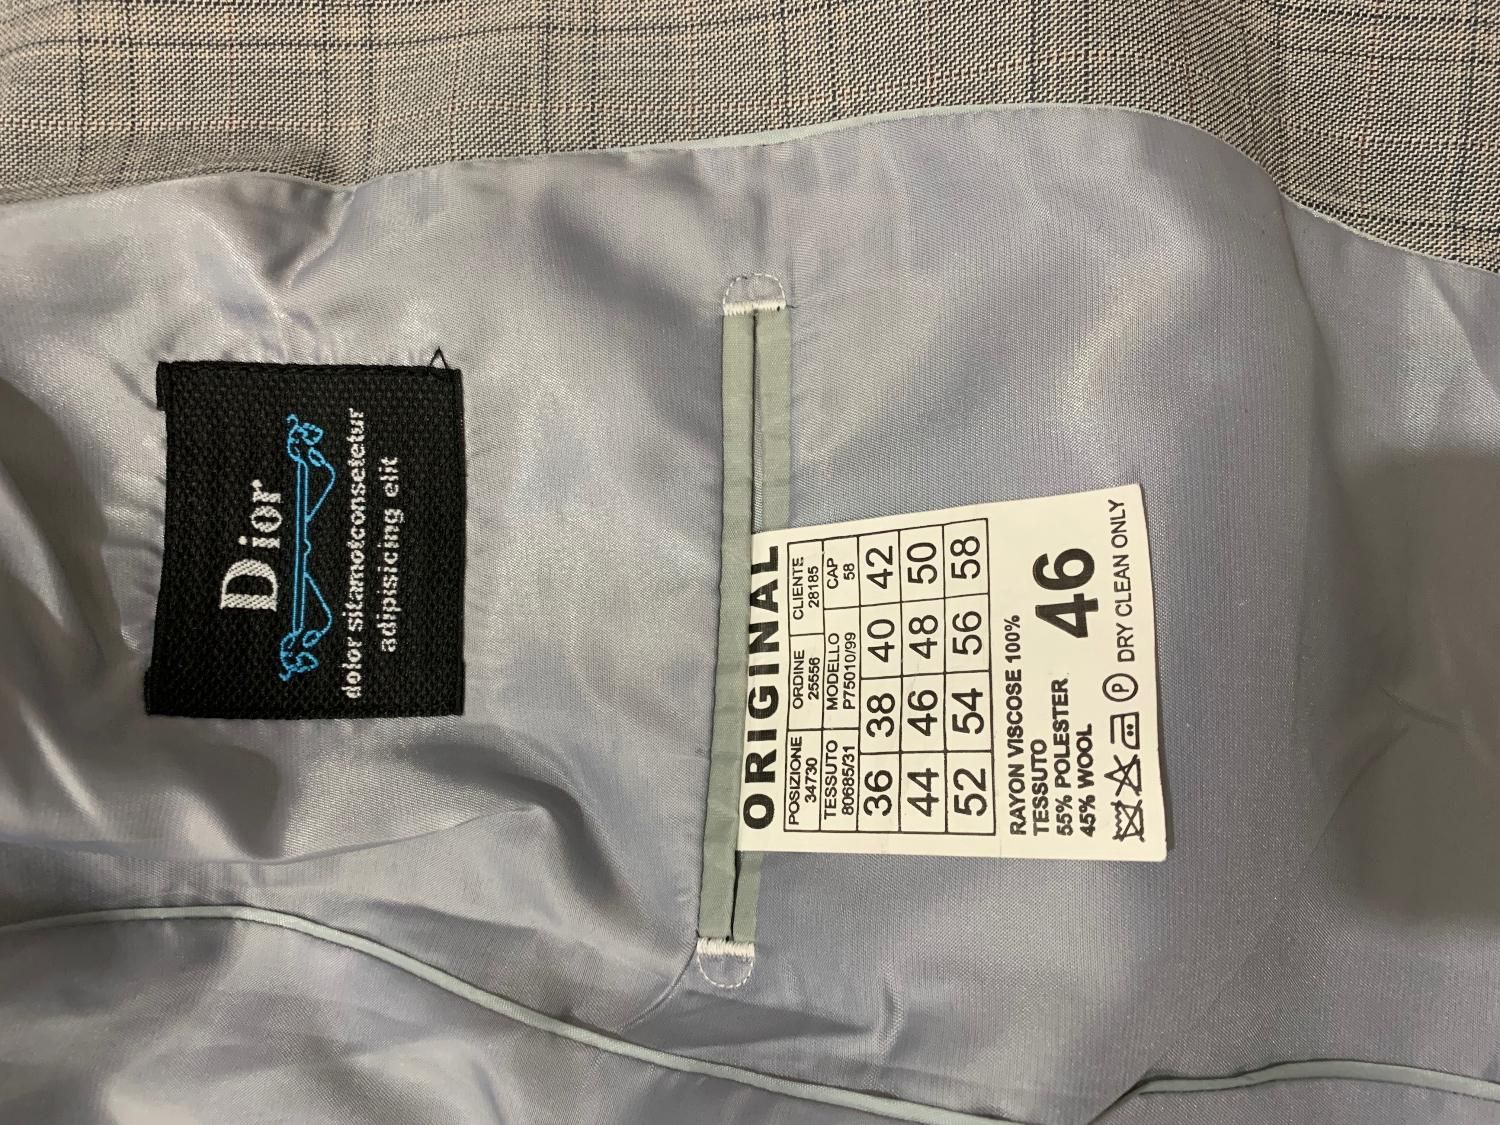 Dior
dolor sitamotconsetetur
adipisicing elit
ORIGINAL
POSIZIONE ORDINE CLIENTE
34730 25556 28185
TESSUTO MODELLO CAP
80685/31 P75010/99 58
36 38 40 42
44 46 48 50
52 54 56 58
RAYON VISCOSE 100%
TESSUTO
55% POLESTER
45% WOOL
46
P DRY CLEAN ONLY